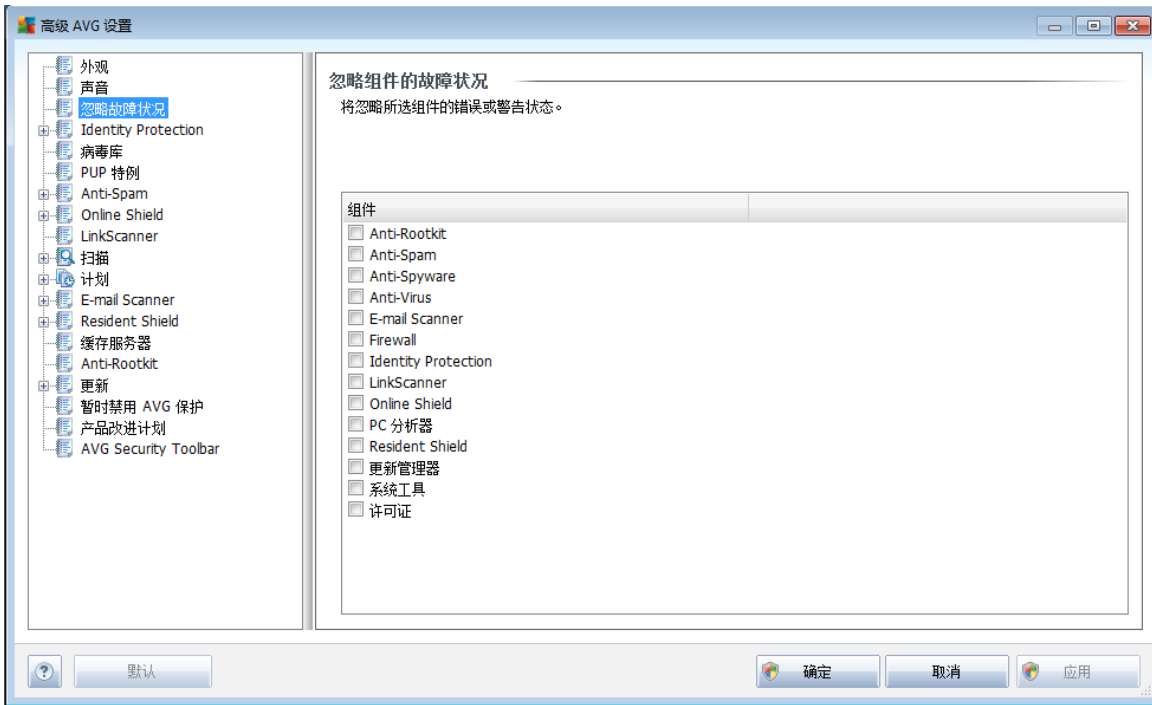 高级 AVG 设置
外观
声音
忽略故障状况
Identity Protection
病毒库
PUP 特例
Anti-Spam
Online Shield
LinkScanner
扫描
计划
E-mail Scanner
Resident Shield
缓存服务器
Anti-Rootkit
更新
暂时禁用 AVG 保护
产品改进计划
AVG Security Toolbar
忽略组件的故障状况
将忽略所选组件的错误或警告状态。
组件
Anti-Rootkit
Anti-Spam
Anti-Spyware
Anti-Virus
E-mail Scanner
Firewall
Identity Protection
LinkScanner
Online Shield
PC 分析器
Resident Shield
更新管理器
系统工具
许可证
?
默认
确定
取消
应用